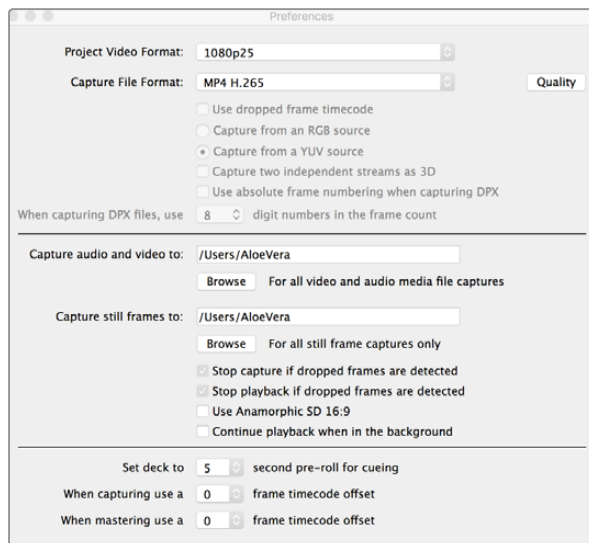 Preferences
Project Video Format: 1080p25
Capture File Format: MP4 H.265 Quality
Use dropped frame timecode
Capture from an RGB source
Capture from a YUV source
Capture two independent streams as 3D
Use absolute frame numbering when capturing DPX
When capturing DPX files, use 8 digit numbers in the frame count
Capture audio and video to: /Users/AloeVera
Browse For all video and audio media file captures
Capture still frames to: /Users/AloeVera
Browse For all still frame captures only
Stop capture if dropped frames are detected
Stop playback if dropped frames are detected
Use Anamorphic SD 16:9
Continue playback when in the background
Set deck to 5 second pre-roll for cueing
When capturing use a 0 frame timecode offset
When mastering use a 0 frame timecode offset